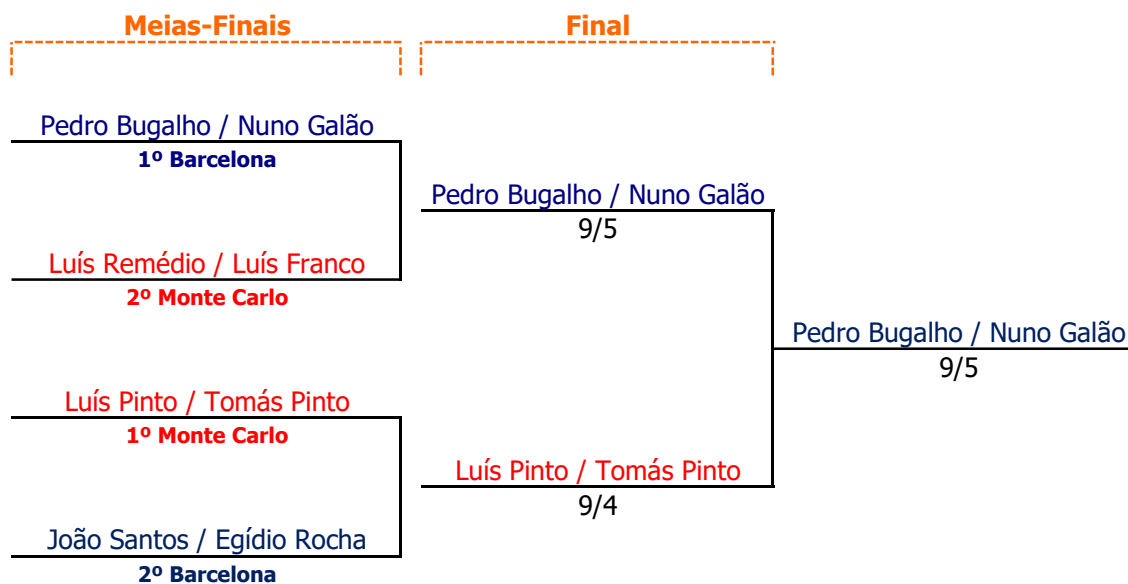 Meias-Finais
Final
Pedro Bugalho / Nuno Galão
1º Barcelona
Pedro Bugalho / Nuno Galão
9/5
Luís Remédio / Luís Franco
2º Monte Carlo
Pedro Bugalho / Nuno Galão
9/5
Luís Pinto / Tomás Pinto
1º Monte Carlo
Luís Pinto / Tomás Pinto
9/4
João Santos / Egídio Rocha
2º Barcelona